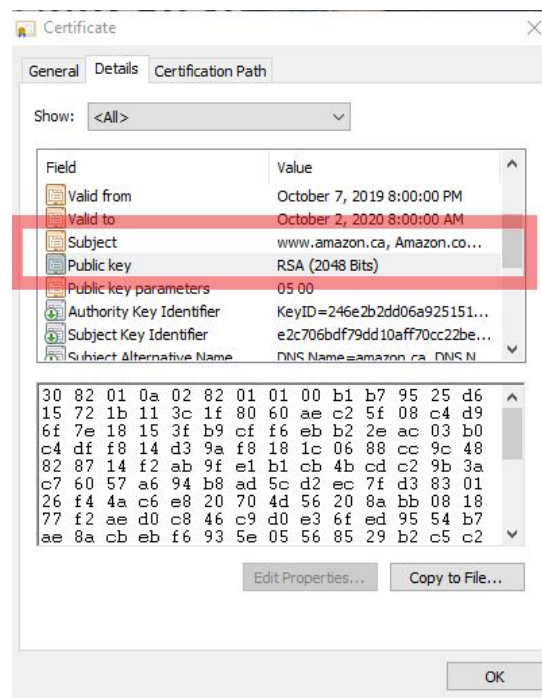 Certificate
General Details Certification Path
Show: <All>
Field Value
Valid from October 7, 2019 8:00:00 PM
Valid to October 2, 2020 8:00:00 AM
Subject www.amazon.ca, Amazon.co...
Public key RSA (2048 Bits)
Public key parameters 05 00
Authority Key Identifier KeyID=246e2b2dd06a925151...
Subject Key Identifier e2c706bdf79dd10aff70cc22be...
Subject Alternative Name DNS Name=amazon.ca, DNS N
30 82 01 0a 02 82 01 01 00 b1 b7 95 25 d6
15 72 1b 11 3c 1f 80 60 ae c2 5f 08 c4 d9
6f 7e 18 15 3f b9 cf f6 eb b2 2e ac 03 b0
c4 df f8 14 d3 9a f8 18 1c 06 88 cc 9c 48
82 87 14 f2 ab 9f e1 b1 cb 4b cd c2 9b 3a
c7 60 57 a6 94 b8 ad 5c d2 ec 7f d3 83 01
26 f4 4a c6 e8 20 70 4d 56 20 8a bb 08 18
77 f2 ae d0 c8 46 c9 d0 e3 6f ed 95 54 b7
ae 8a cb eb f6 93 5e 05 56 85 29 b2 c5 c2
Edit Properties... Copy to File...
OK